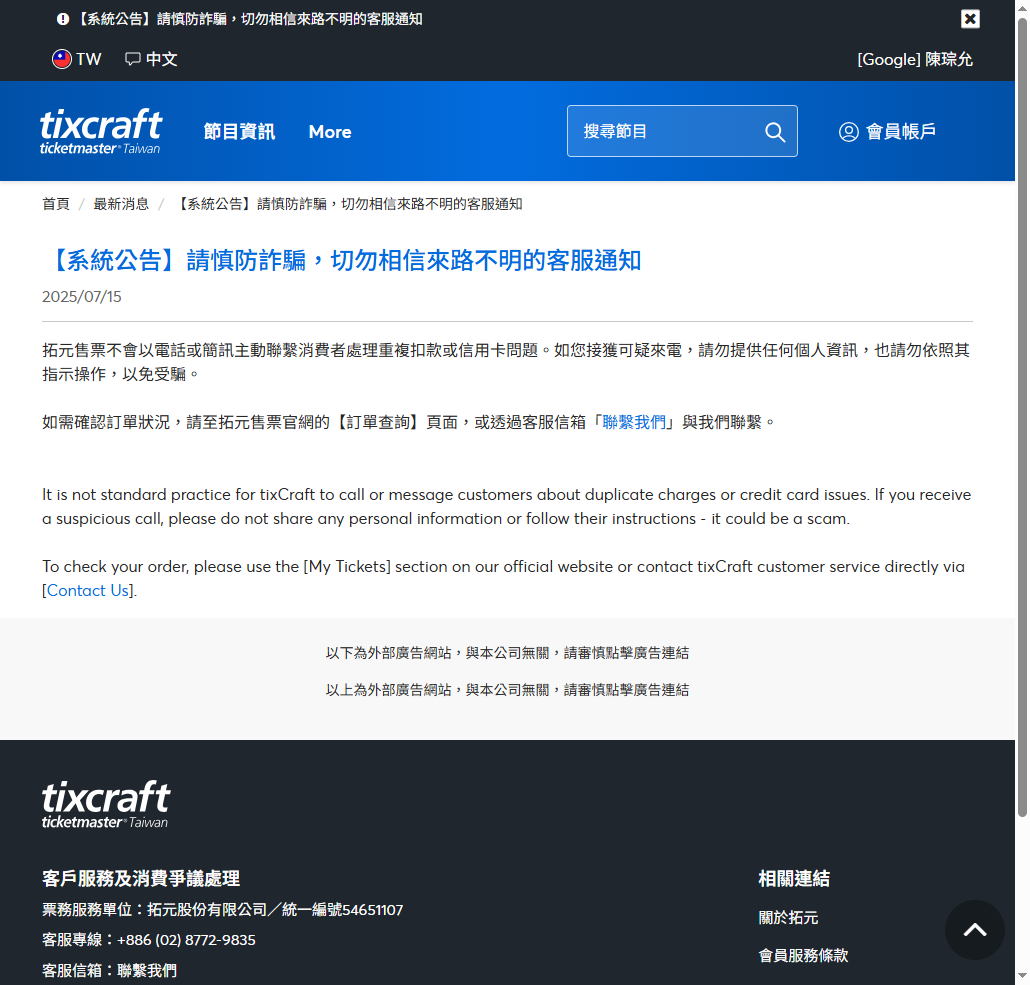 【系統公告】請慎防詐騙，切勿相信來路不明的客服通知
TW 中文 [Google] 陳琮允
tixcraft
ticketmaster® Taiwan
節目資訊 More 搜尋節目 會員帳戶
首頁 / 最新消息 / 【系統公告】請慎防詐騙，切勿相信來路不明的客服通知
【系統公告】請慎防詐騙，切勿相信來路不明的客服通知
2025/07/15
拓元售票不會以電話或簡訊主動聯繫消費者處理重複扣款或信用卡問題。如您接獲可疑來電，請勿提供任何個人資訊，也請勿依照其
指示操作，以免受騙。
如需確認訂單狀況，請至拓元售票官網的【訂單查詢】頁面，或透過客服信箱「聯繫我們」與我們聯繫。
It is not standard practice for tixCraft to call or message customers about duplicate charges or credit card issues. If you receive
a suspicious call, please do not share any personal information or follow their instructions - it could be a scam.
To check your order, please use the [My Tickets] section on our official website or contact tixCraft customer service directly via
[Contact Us].
以下為外部廣告網站，與本公司無關，請審慎點擊廣告連結
以上為外部廣告網站，與本公司無關，請審慎點擊廣告連結
tixcraft
ticketmaster® Taiwan
客戶服務及消費爭議處理
票務服務單位：拓元股份有限公司／統一編號54651107
客服專線：+886 (02) 8772-9835
客服信箱：聯繫我們
相關連結
關於拓元
會員服務條款